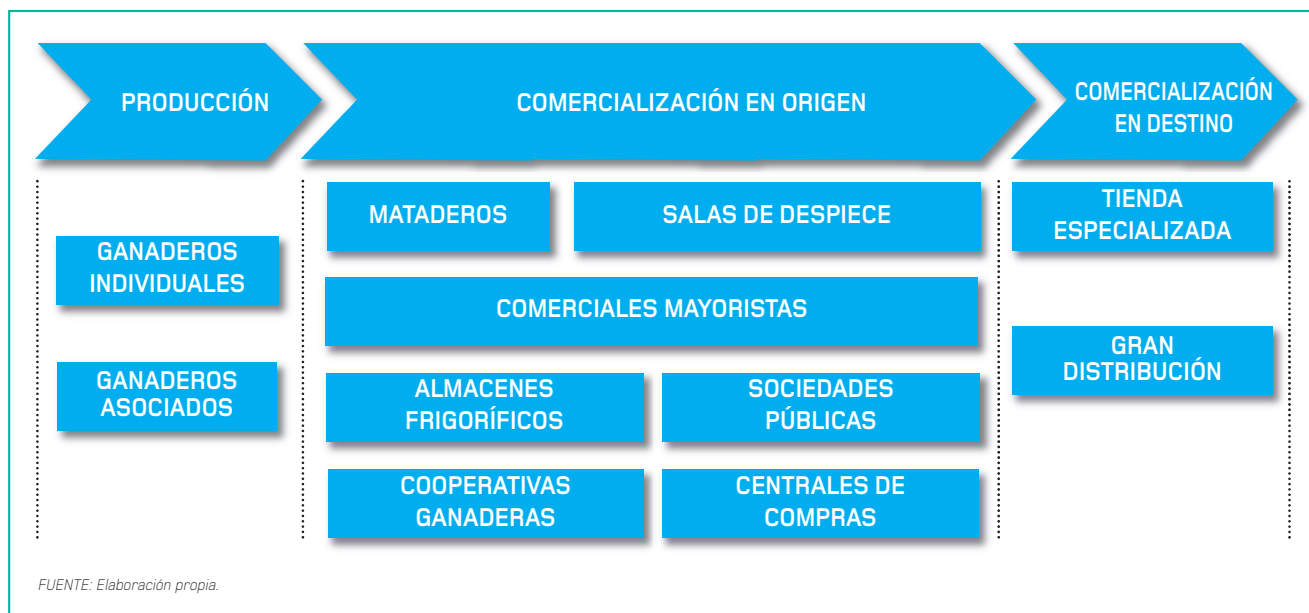 PRODUCCIÓN
COMERCIALIZACIÓN EN ORIGEN
COMERCIALIZACIÓN
EN DESTINO
GANADEROS
INDIVIDUALES
GANADEROS
ASOCIADOS
MATADEROS
SALAS DE DESPIECE
COMERCIALES MAYORISTAS
ALMACENES
FRIGORÍFICOS
SOCIEDADES
PÚBLICAS
COOPERATIVAS
GANADERAS
CENTRALES DE
COMPRAS
TIENDA
ESPECIALIZADA
GRAN
DISTRIBUCIÓN
FUENTE: Elaboración propia.